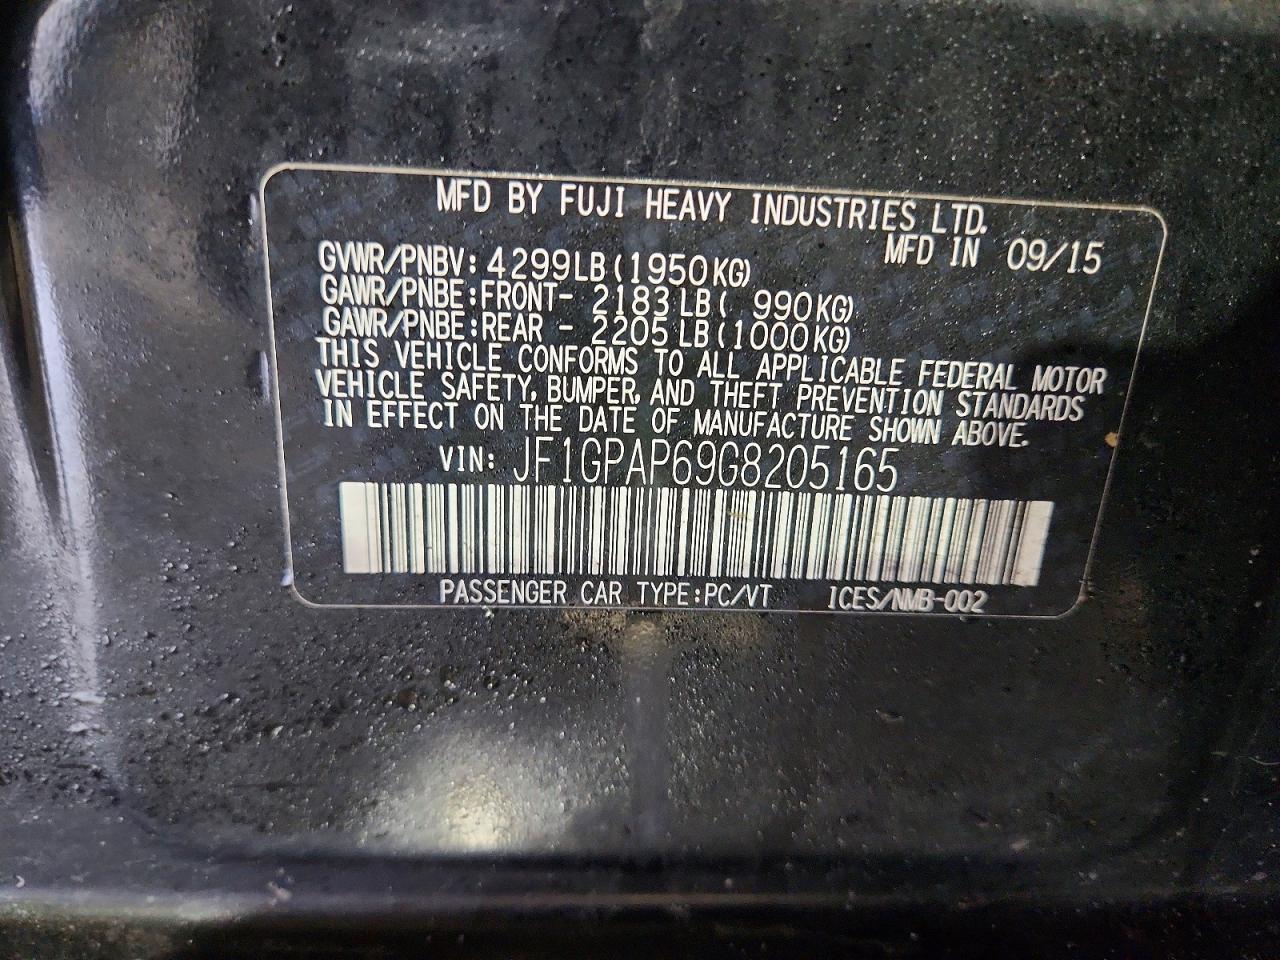 MFD BY FUJI HEAVY INDUSTRIES LTD.
MFD IN 09/15
GVWR/PNBV: 4299LB(1950KG)
GAWR/PNBE:FRONT- 2183LB( 990KG)
GAWR/PNBE:REAR - 2205LB(1000KG)
THIS VEHICLE CONFORMS TO ALL APPLICABLE FEDERAL MOTOR
VEHICLE SAFETY, BUMPER, AND THEFT PREVENTION STANDARDS
IN EFFECT ON THE DATE OF MANUFACTURE SHOWN ABOVE.
VIN: JF1GPAP69G8205165
PASSENGER CAR TYPE:PC/VT ICES/NMB-002